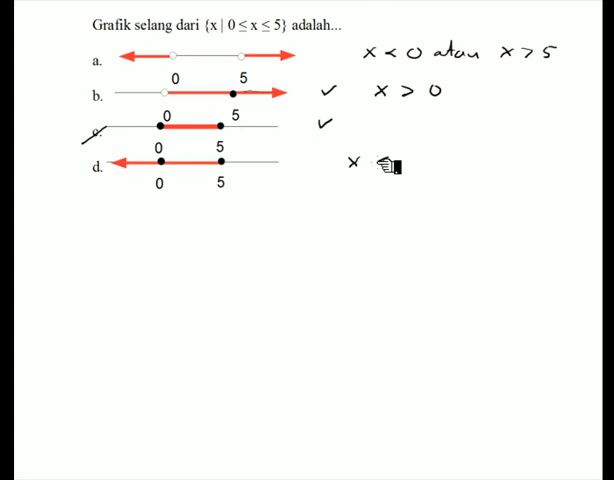 Grafik selang dari {x | 0 ≤ x ≤ 5} adalah...
a.
x < 0 atau x > 5
0 5
b.
✓ x > 0
0 5
c.
✓
0 5
d.
x <
0 5